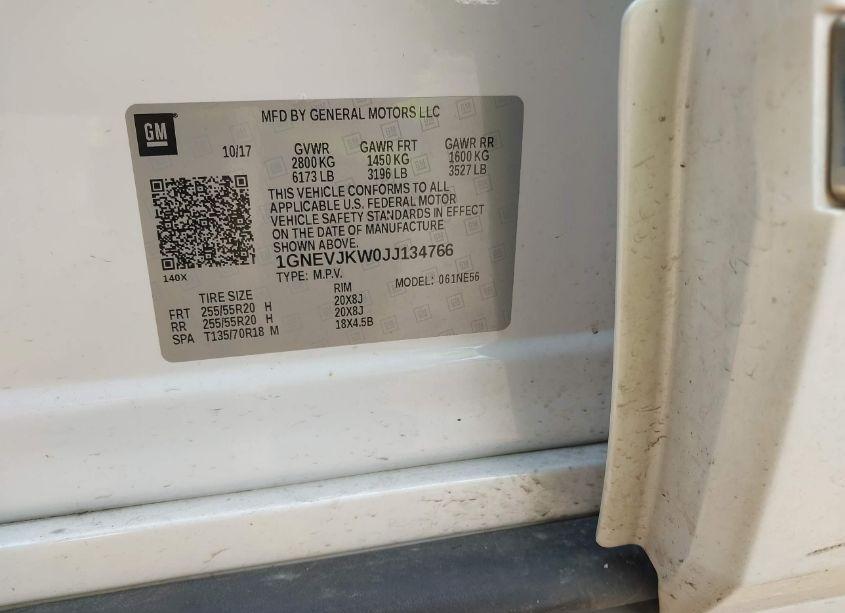 GM
MFD BY GENERAL MOTORS LLC
10/17
GVWR GAWR FRT GAWR RR
2800 KG 1450 KG 1600 KG
6173 LB 3196 LB 3527 LB
THIS VEHICLE CONFORMS TO ALL
APPLICABLE U.S. FEDERAL MOTOR
VEHICLE SAFETY STANDARDS IN EFFECT
ON THE DATE OF MANUFACTURE
SHOWN ABOVE.
1GNEVJKW0JJ134766
140X
TYPE: M.P.V. MODEL: 061NE56
TIRE SIZE RIM
FRT 255/55R20 H 20X8J
RR 255/55R20 H 20X8J
SPA T135/70R18 M 18X4.5B